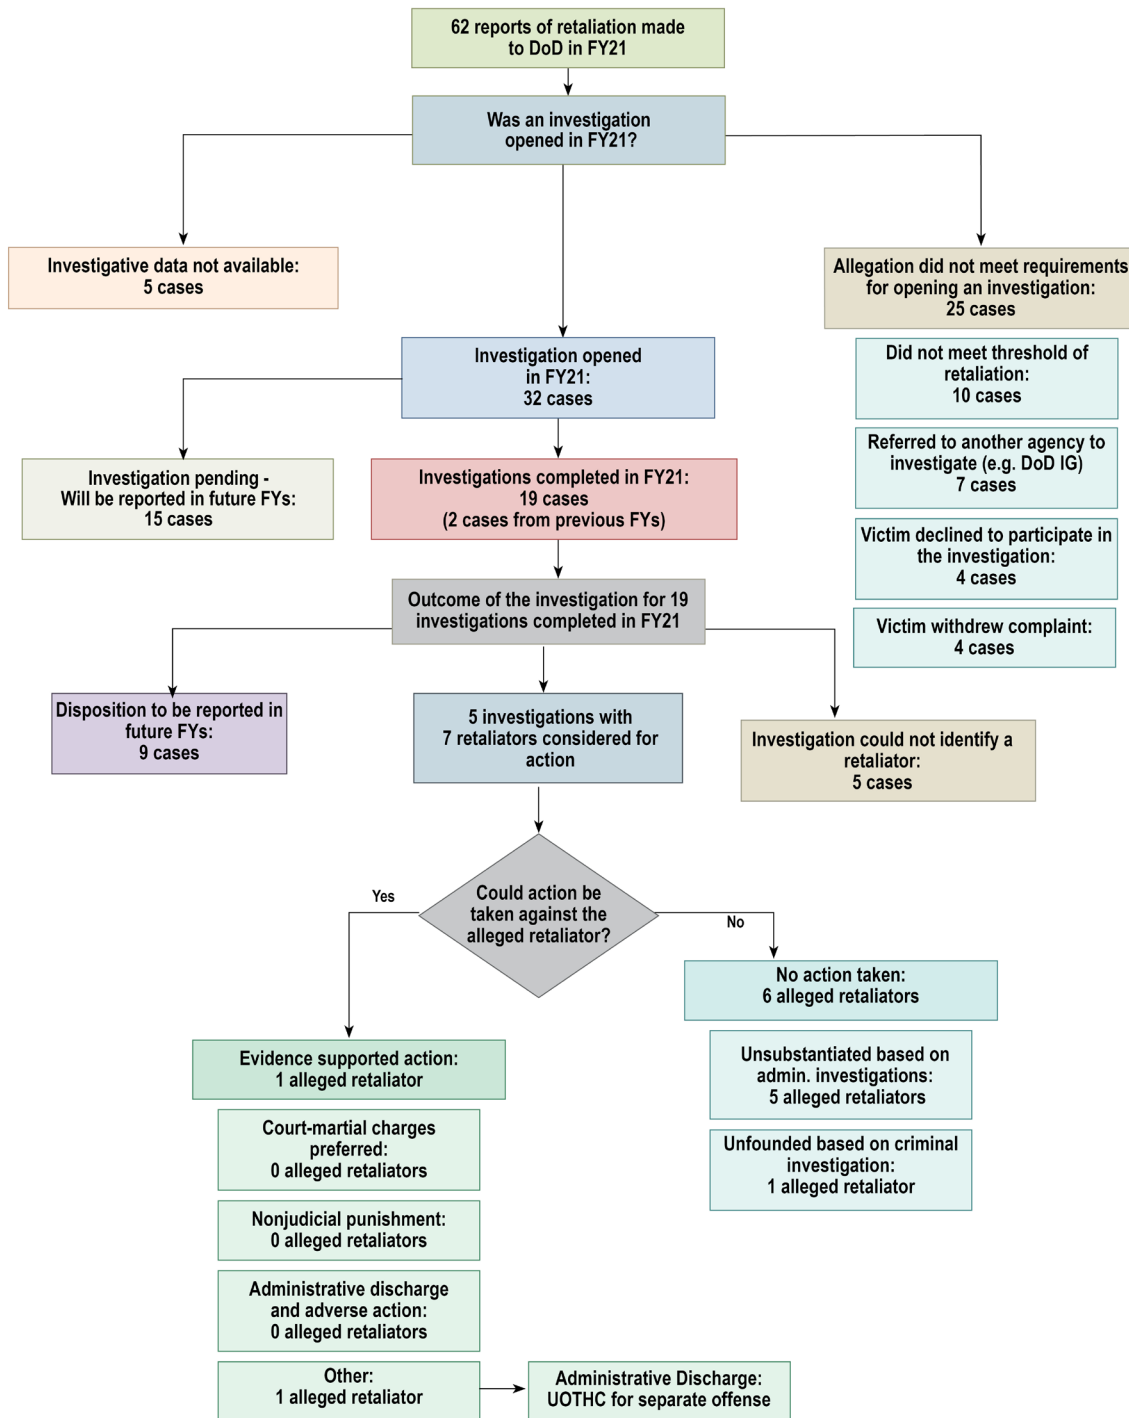 62 reports of retaliation made
to DoD in FY21
Was an investigation
opened in FY21?
Investigative data not available:
5 cases
Allegation did not meet requirements
for opening an investigation:
25 cases
Investigation opened
in FY21:
32 cases
Did not meet threshold of
retaliation:
10 cases
Referred to another agency to
investigate (e.g. DoD IG)
7 cases
Victim declined to participate in
the investigation:
4 cases
Victim withdrew complaint:
4 cases
Investigation pending -
Will be reported in future FYs:
15 cases
Investigations completed in FY21:
19 cases
(2 cases from previous FYs)
Outcome of the investigation for 19
investigations completed in FY21
Disposition to be reported in
future FYs:
9 cases
5 investigations with
7 retaliators considered for
action
Investigation could not identify a
retaliator:
5 cases
Could action be
taken against the
alleged retaliator?
Yes
No
No action taken:
6 alleged retaliators
Unsubstantiated based on
admin. investigations:
5 alleged retaliators
Unfounded based on criminal
investigation:
1 alleged retaliator
Evidence supported action:
1 alleged retaliator
Court-martial charges
preferred:
0 alleged retaliators
Nonjudicial punishment:
0 alleged retaliators
Administrative discharge
and adverse action:
0 alleged retaliators
Other:
1 alleged retaliator
Administrative Discharge:
UOTHC for separate offense